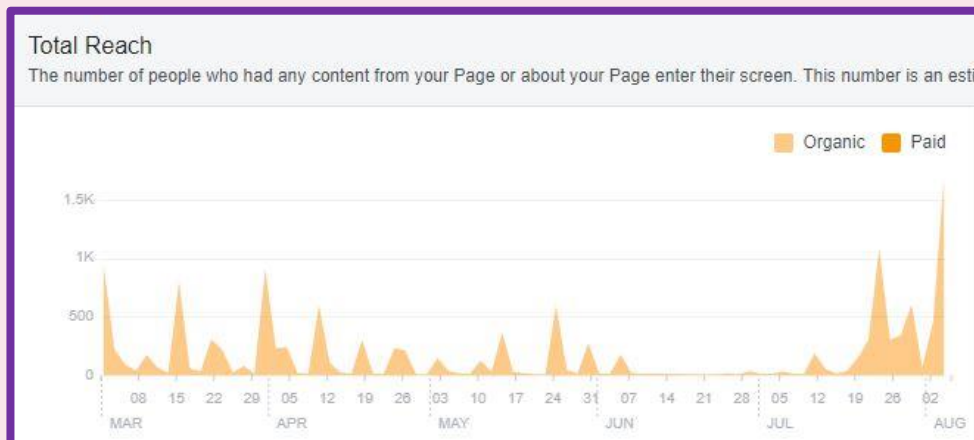 Total Reach
The number of people who had any content from your Page or about your Page enter their screen. This number is an esti
Organic Paid
1.5K
1K
500
0
08 15 22 29 05 12 19 26 03 10 17 24 31 07 14 21 28 05 12 19 26 02
MAR APR MAY JUN JUL AUG